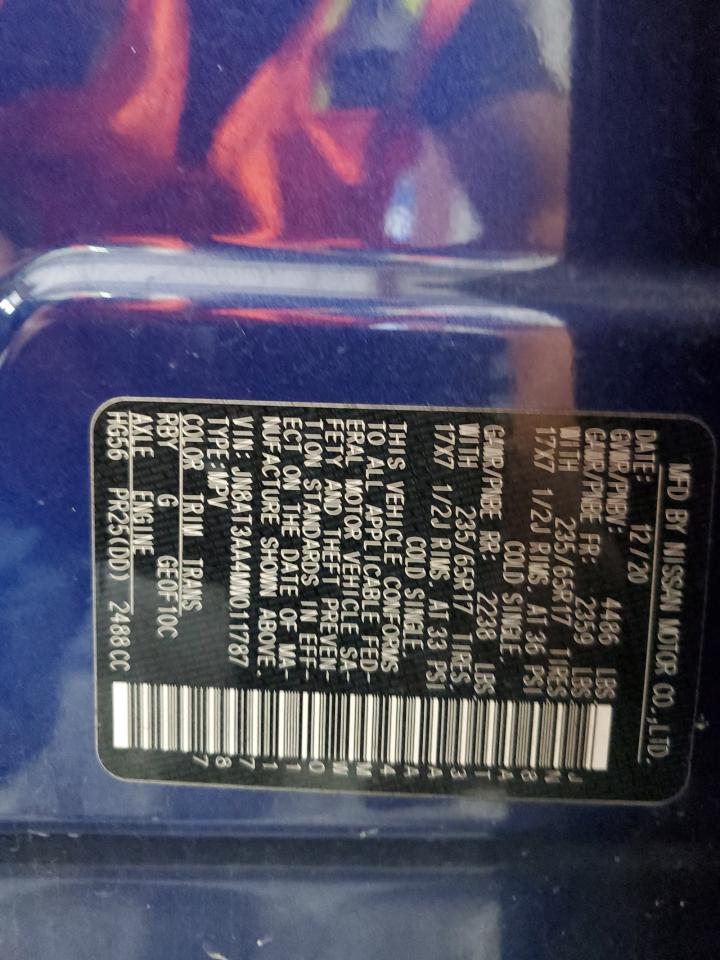 MFD BY NISSAN MOTOR CO.,LTD.
DATE: 12/20
GVWR/PNBV: 4486 LBS
GAWR/PNBE FR: 2359 LBS
WITH 235/65R17 TIRES
17X7 1/2J RIMS. AT 36 PSI
COLD SINGLE.
GAWR/PNBE RR: 2238 LBS
WITH 235/65R17 TIRES.
17X7 1/2J RIMS. AT 33 PSI
COLD SINGLE
THIS VEHICLE CONFORMS
TO ALL APPLICABLE FED-
ERAL MOTOR VEHICLE SA-
FETY AND THEFT PREVEN-
TION STANDARDS IN EFF-
ECT ON THE DATE OF MA-
NUFACTURE SHOWN ABOVE.
V N: JN8AT3AA4MW011787
TYPE:MPV
COLOR TRIM TRANS
RBY G GE0F10C
AXLE ENGINE
HG56 PR25(DD) 2488CC
JN8AT3AA4MW011787